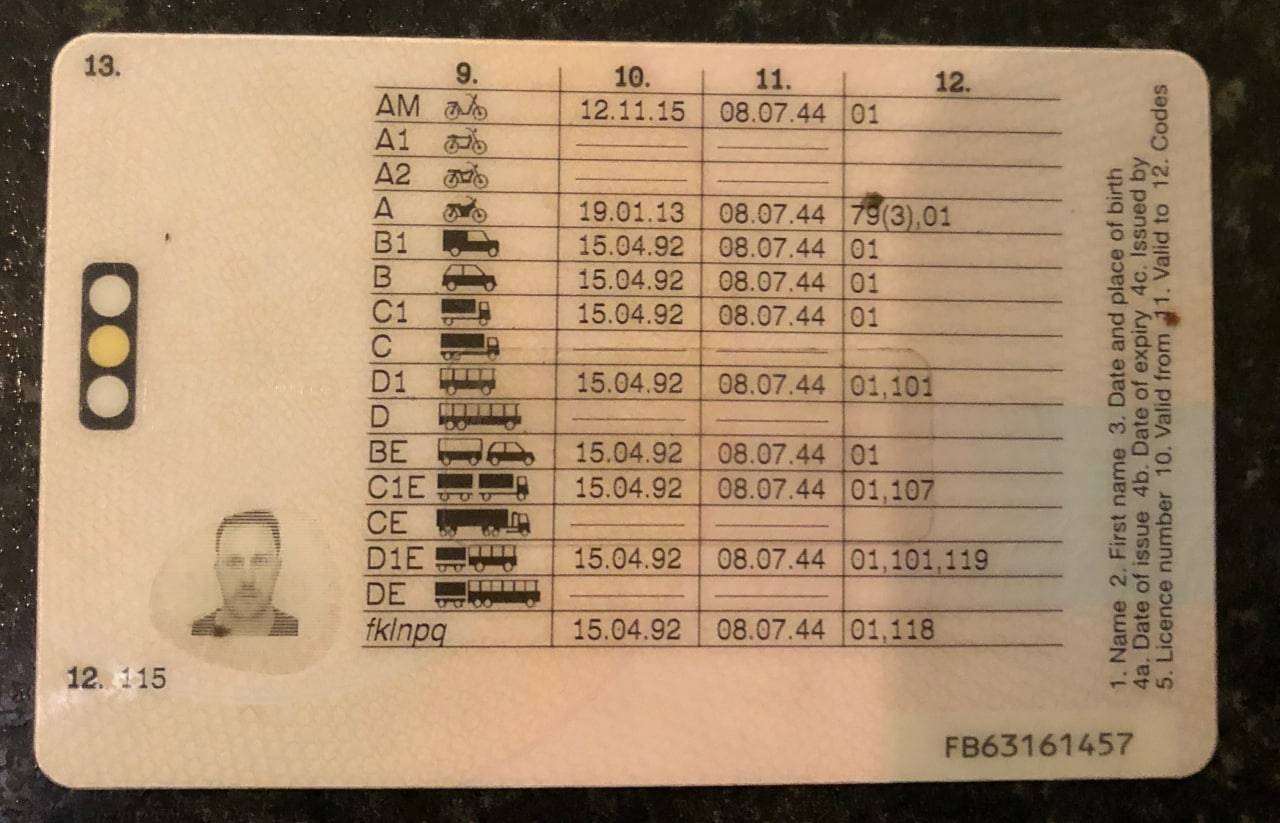 13.
9. 10. 11. 12.
AM 12.11.15 08.07.44 01
A1
A2
A 19.01.13 08.07.44 79(3),01
B1 15.04.92 08.07.44 01
B 15.04.92 08.07.44 01
C1 15.04.92 08.07.44 01
C
D1 15.04.92 08.07.44 01,101
D
BE 15.04.92 08.07.44 01
C1E 15.04.92 08.07.44 01,107
CE
D1E 15.04.92 08.07.44 01,101,119
DE
fklnpq 15.04.92 08.07.44 01,118
12. 115
1. Name 2. First name 3. Date and place of birth
4a. Date of issue 4b. Date of expiry 4c. Issued by
5. Licence number 10. Valid from 11. Valid to 12. Codes
FB63161457